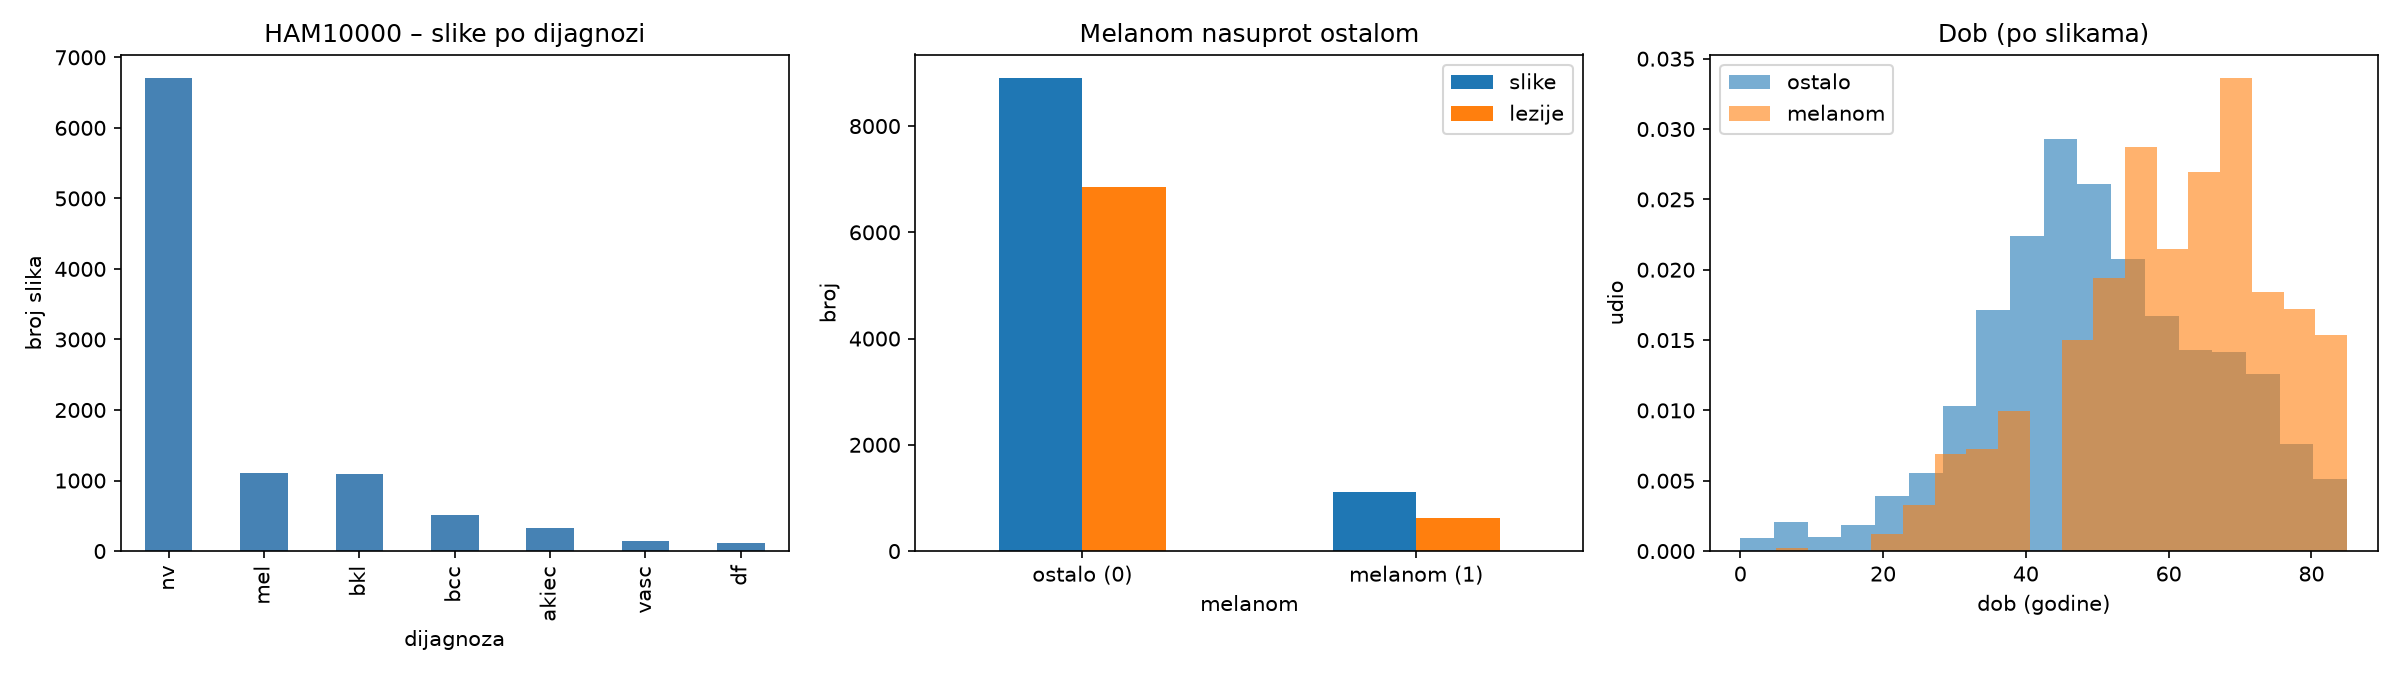 HAM10000 – slike po dijagnozi
7000
6000
5000
4000
3000
2000
1000
0
broj slika
nv
mel
bkl
bcc
akiec
vasc
df
dijagnoza
Melanom nasuprot ostalom
slike
lezije
8000
6000
4000
2000
0
broj
ostalo (0)
melanom (1)
melanom
Dob (po slikama)
ostalo
melanom
0.035
0.030
0.025
0.020
0.015
0.010
0.005
0.000
udio
0
20
40
60
80
dob (godine)